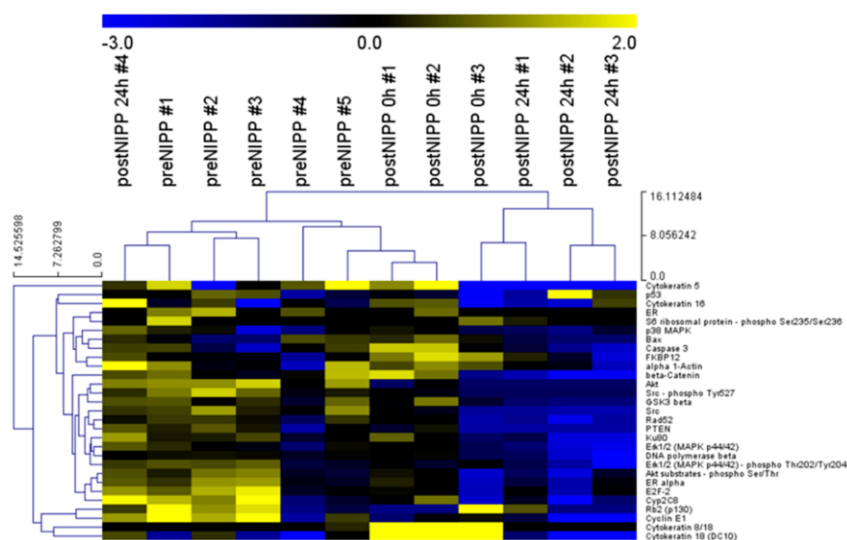 -3.0 0.0 2.0
postNIPP 24h #4
preNIPP #1
preNIPP #2
preNIPP #3
preNIPP #4
preNIPP #5
postNIPP 0h #1
postNIPP 0h #2
postNIPP 0h #3
postNIPP 24h #1
postNIPP 24h #2
postNIPP 24h #3
16.112484
8.056242
0.0
14.525598
7.262799
0.0
Cytokeratin 5
p53
Cytokeratin 16
ER
S6 ribosomal protein - phospho Ser235/Ser236
p38 MAPK
Bax
Caspase 3
FKBP12
alpha 1-Actin
beta-Catenin
Akt
Src - phospho Tyr527
GSK3 beta
Src
Rad52
PTEN
Ku80
Erk1/2 (MAPK p44/42)
DNA polymerase beta
Erk1/2 (MAPK p44/42) - phospho Thr202/Tyr204
Akt substrates - phospho Ser/Thr
ER alpha
E2F-2
Cyp2C8
Rb2 (p130)
Cyclin E1
Cytokeratin 8/18
Cytokeratin 18 (DC10)